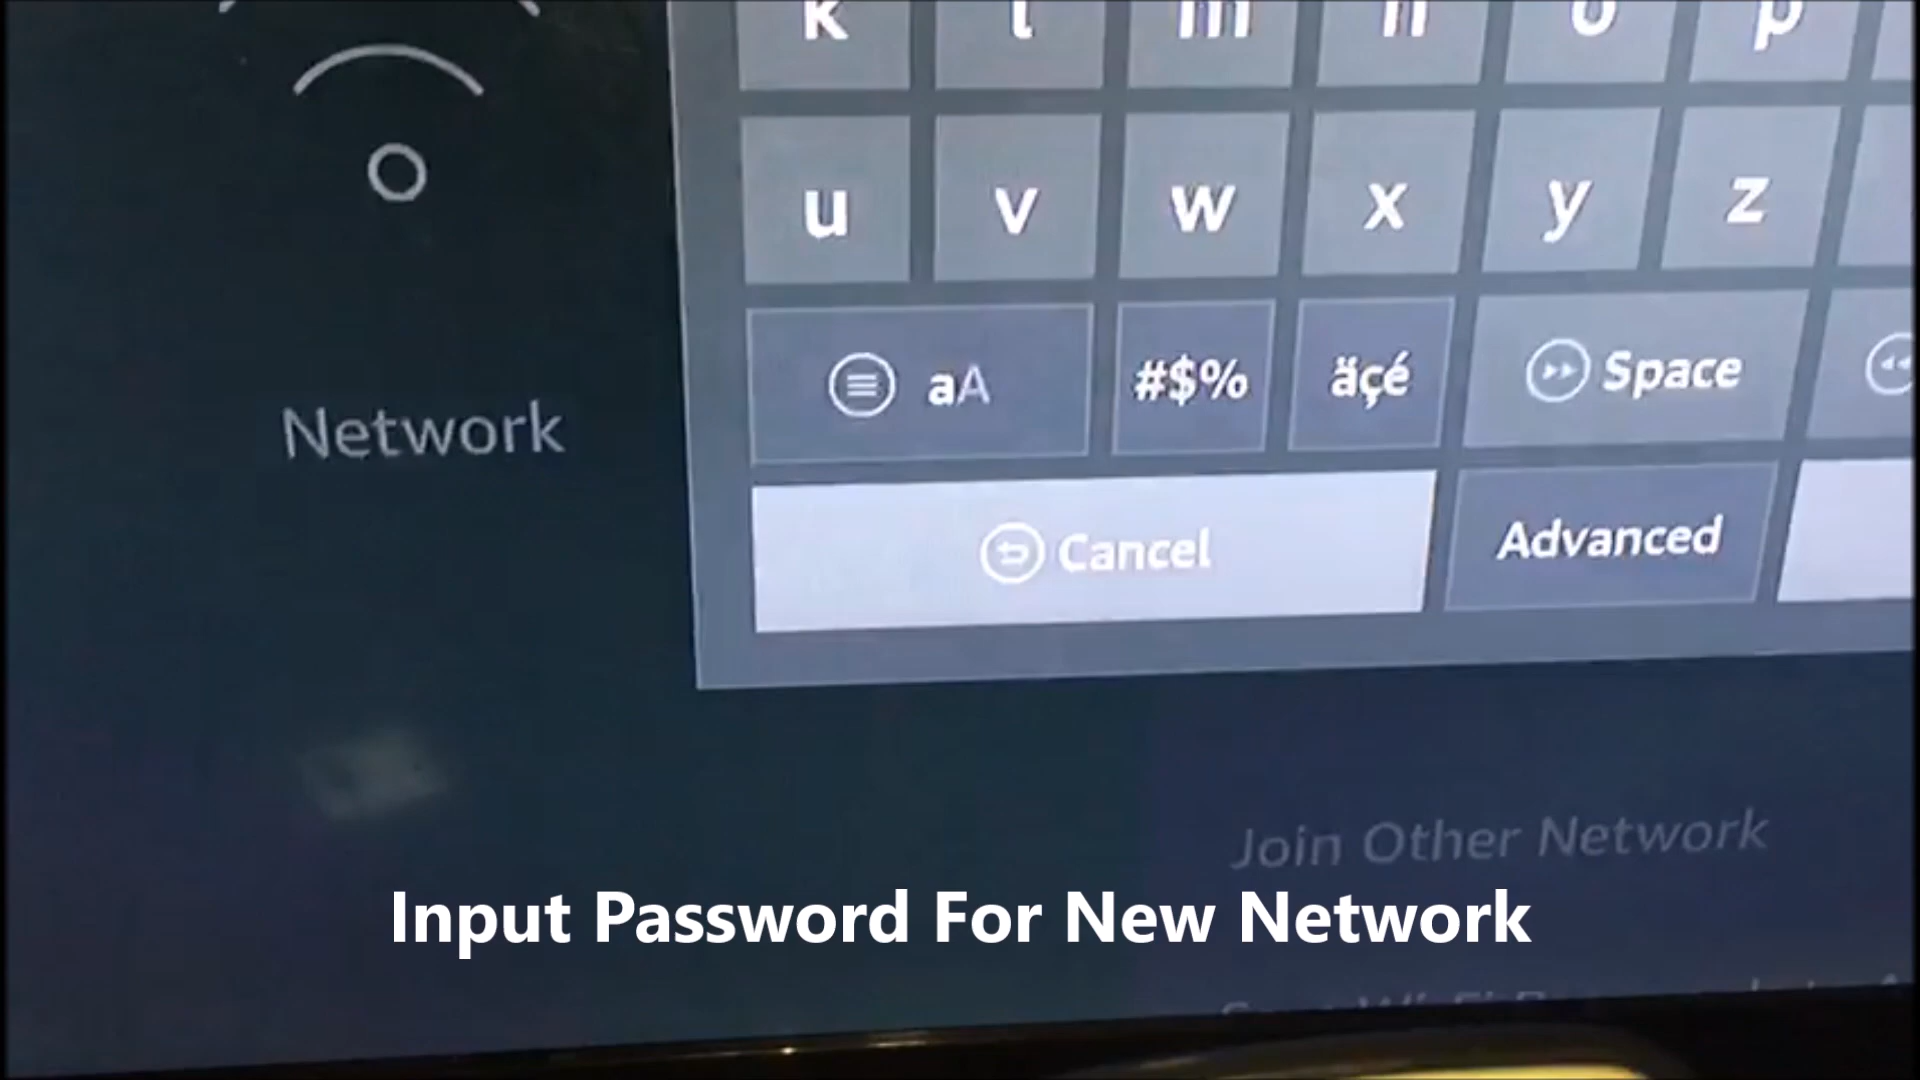 k l m n o p
u v w x y z
aA #$% äçé Space
Cancel Advanced
Network
Join Other Network
Input Password For New Network